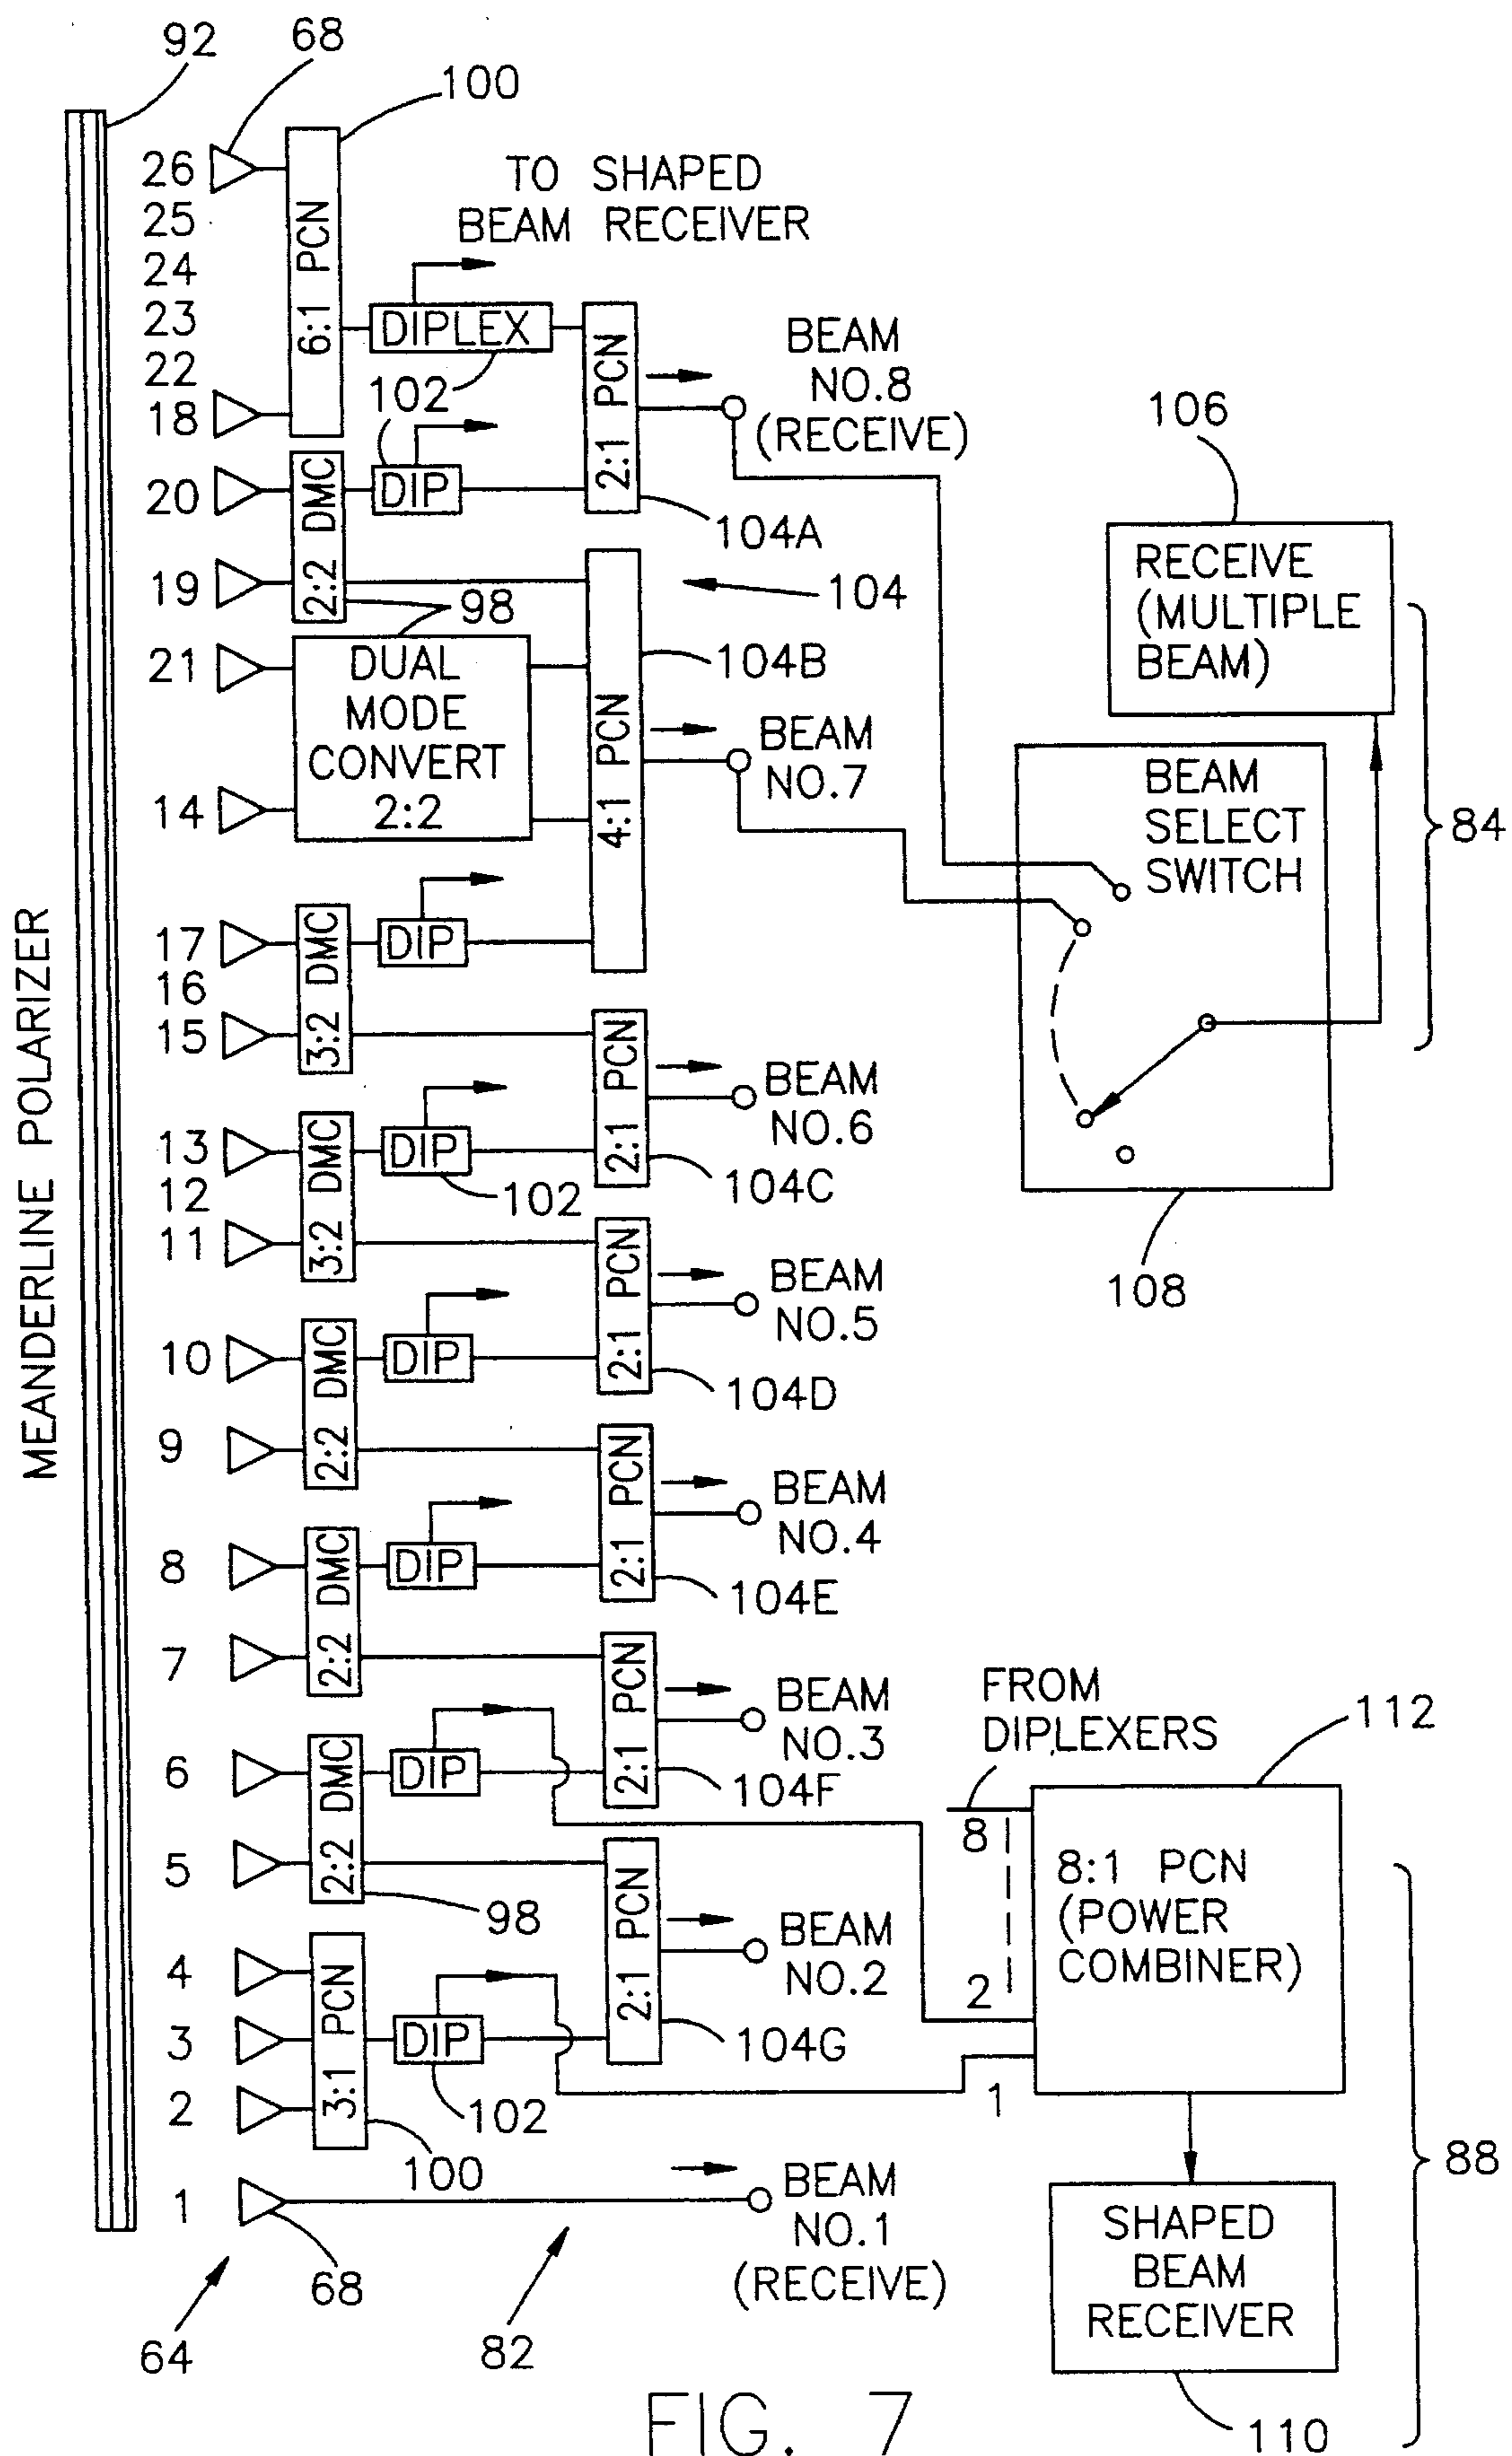 92
68
100
26
25
24
23
22
18
6:1 PCN
TO SHAPED
BEAM RECEIVER
DIPLEX
102
2:1 PCN
BEAM
NO.8
(RECEIVE)
20
2:2 DMC
DIP
104A
19
98
104
106
RECEIVE
(MULTIPLE
BEAM)
21
14
DUAL
MODE
CONVERT
2:2
104B
4:1 PCN
BEAM
NO.7
BEAM
SELECT
SWITCH
84
108
MEANDERLINE POLARIZER
17
16
15
3:2 DMC
DIP
2:1 PCN
BEAM
NO.6
104C
13
12
11
3:2 DMC
DIP
102
2:1 PCN
BEAM
NO.5
104D
10
9
2:2 DMC
DIP
2:1 PCN
BEAM
NO.4
104E
8
7
2:2 DMC
DIP
2:1 PCN
BEAM
NO.3
104F
6
5
2:2 DMC
DIP
98
2:1 PCN
BEAM
NO.2
104G
4
3
2
3:1 PCN
DIP
102
100
FROM
DIPLEXERS
8
2
1
112
8:1 PCN
(POWER
COMBINER)
88
1
68
64
82
BEAM
NO.1
(RECEIVE)
SHAPED
BEAM
RECEIVER
110
FIG. 7